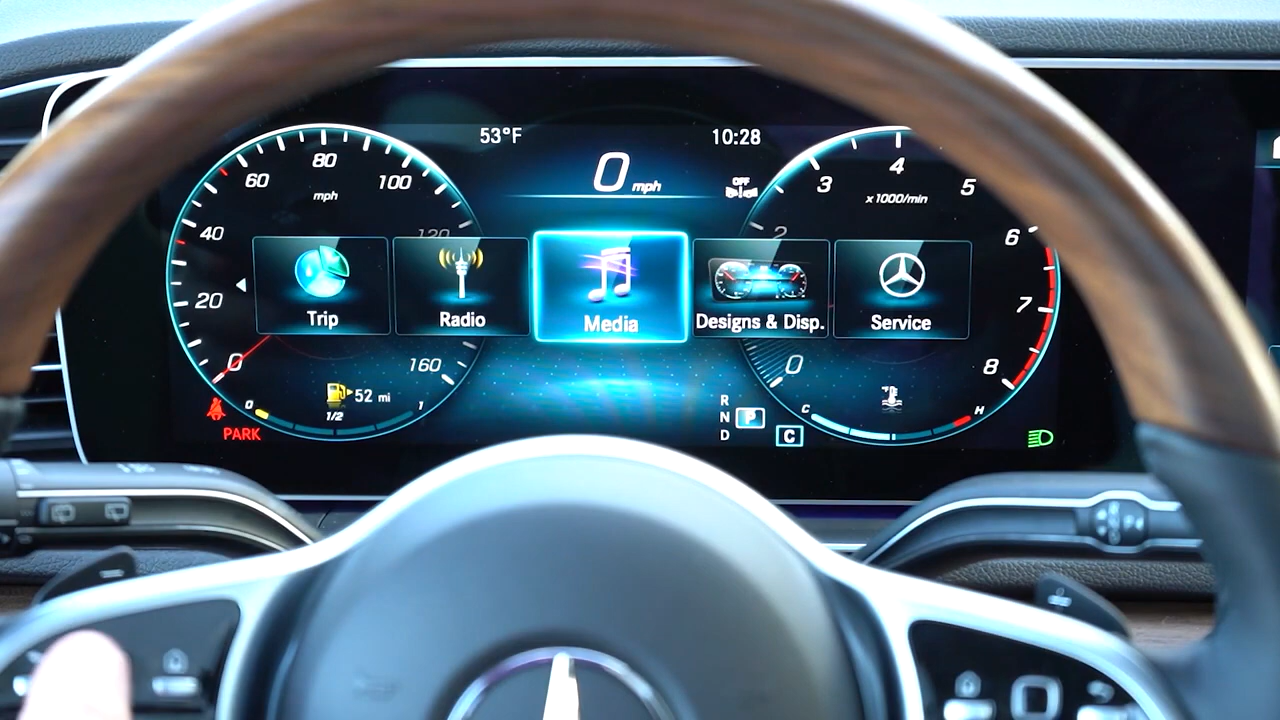 53°F
10:28
0 mph
OFF
60 80 100
mph
40
120
20
0
160
4
3 5
x1000/min
2
6
7
0
8
Trip
Radio
Media
Designs & Disp.
Service
52 mi
0 1/2 1
PARK
R
N P
D
C
C H